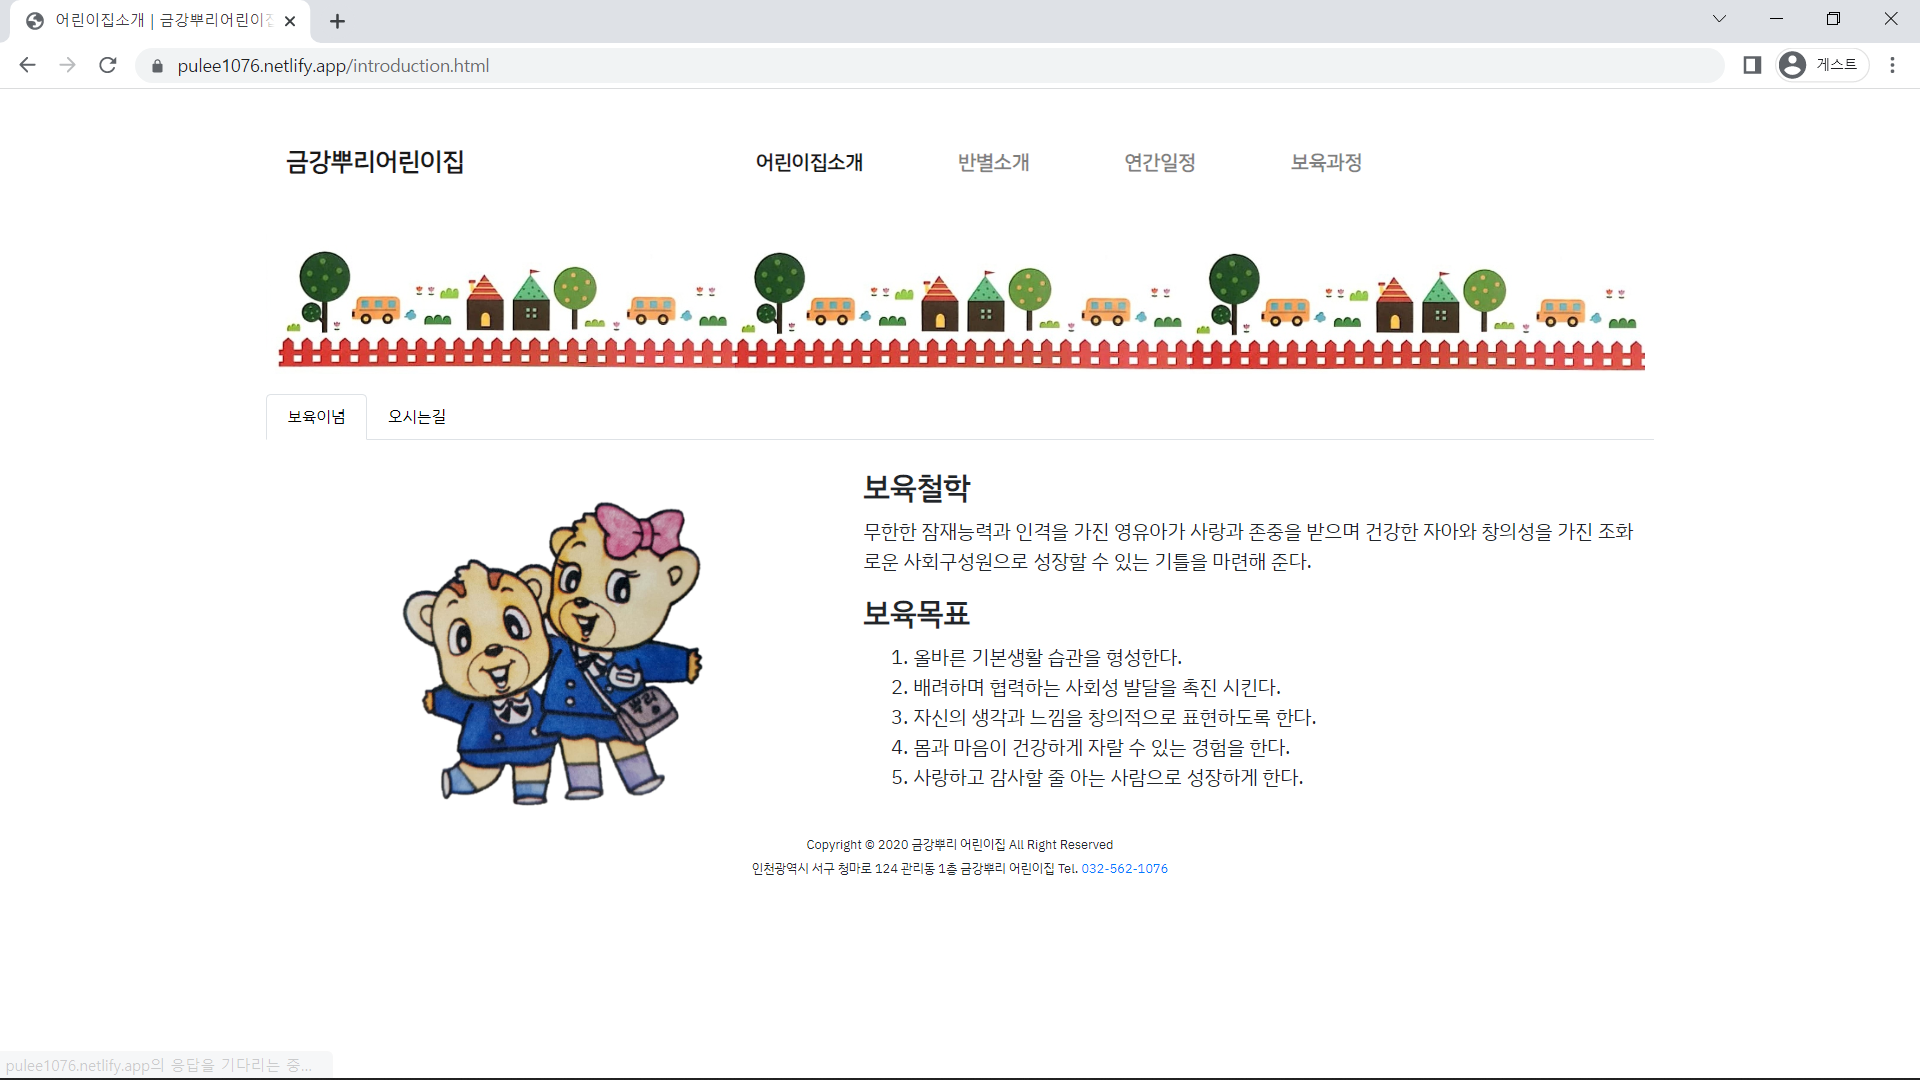 어린이집소개 | 금강뿌리어린이집
pulee1076.netlify.app/introduction.html
게스트
금강뿌리어린이집
어린이집소개
반별소개
연간일정
보육과정
보육이념
오시는길
뿌리
보육철학
무한한 잠재능력과 인격을 가진 영유아가 사랑과 존중을 받으며 건강한 자아와 창의성을 가진 조화
로운 사회구성원으로 성장할 수 있는 기틀을 마련해 준다.
보육목표
1. 올바른 기본생활 습관을 형성한다.
2. 배려하며 협력하는 사회성 발달을 촉진 시킨다.
3. 자신의 생각과 느낌을 창의적으로 표현하도록 한다.
4. 몸과 마음이 건강하게 자랄 수 있는 경험을 한다.
5. 사랑하고 감사할 줄 아는 사람으로 성장하게 한다.
Copyright © 2020 금강뿌리 어린이집 All Right Reserved
인천광역시 서구 청마로 124 관리동 1층 금강뿌리 어린이집 Tel. 032-562-1076
pulee1076.netlify.app의 응답을 기다리는 중...